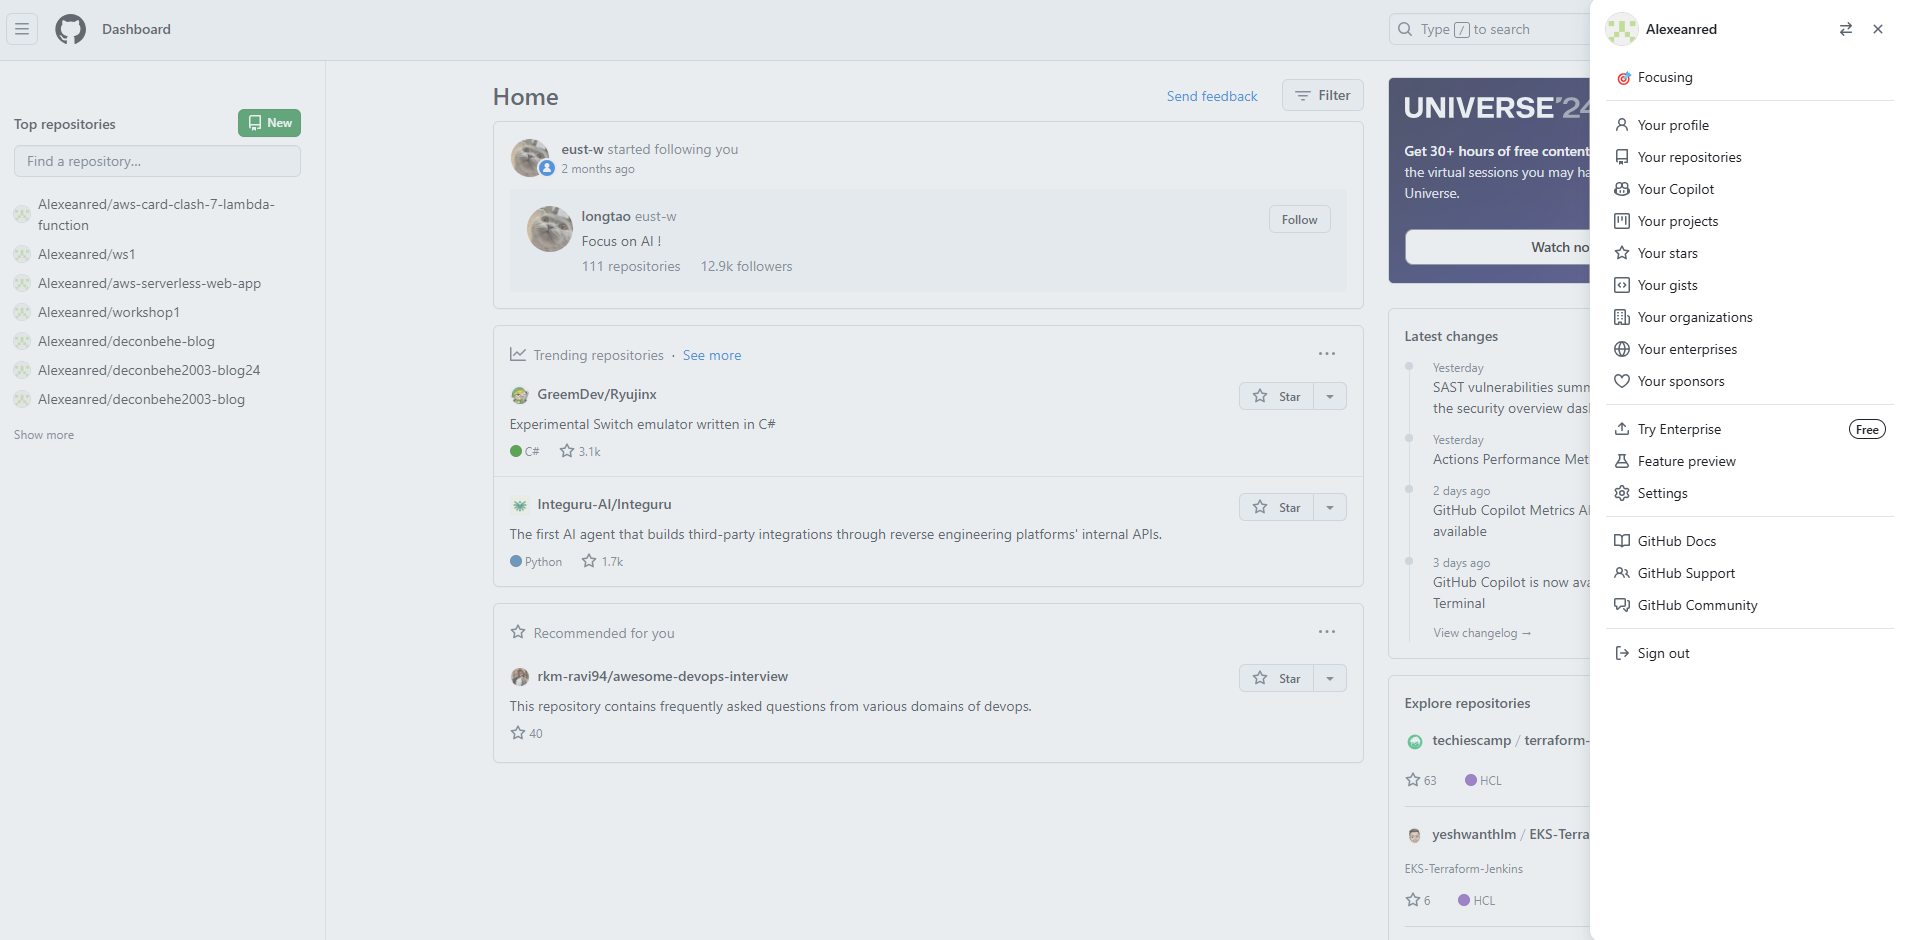 Dashboard
Type / to search
Top repositories
New
Find a repository...
Alexeanred/aws-card-clash-7-lambda-
function
Alexeanred/ws1
Alexeanred/aws-serverless-web-app
Alexeanred/workshop1
Alexeanred/deconbehe-blog
Alexeanred/deconbehe2003-blog24
Alexeanred/deconbehe2003-blog
Show more
Home
Send feedback
Filter
eust-w started following you
2 months ago
longtao eust-w
Follow
Focus on AI !
111 repositories 12.9k followers
Trending repositories · See more
GreemDev/Ryujinx
Star
Experimental Switch emulator written in C#
C# 3.1k
Integuru-AI/Integuru
Star
The first AI agent that builds third-party integrations through reverse engineering platforms' internal APIs.
Python 1.7k
Recommended for you
rkm-ravi94/awesome-devops-interview
Star
This repository contains frequently asked questions from various domains of devops.
40
UNIVERSE'24
Get 30+ hours of free content
the virtual sessions you may ha
Universe.
Watch no
Latest changes
Yesterday
SAST vulnerabilities summ
the security overview das
Yesterday
Actions Performance Met
2 days ago
GitHub Copilot Metrics A
available
3 days ago
GitHub Copilot is now ava
Terminal
View changelog →
Explore repositories
techiescamp / terraform-
63 HCL
yeshwanthlm / EKS-Terra
EKS-Terraform-Jenkins
6 HCL
Alexeanred
Focusing
Your profile
Your repositories
Your Copilot
Your projects
Your stars
Your gists
Your organizations
Your enterprises
Your sponsors
Try Enterprise
Free
Feature preview
Settings
GitHub Docs
GitHub Support
GitHub Community
Sign out